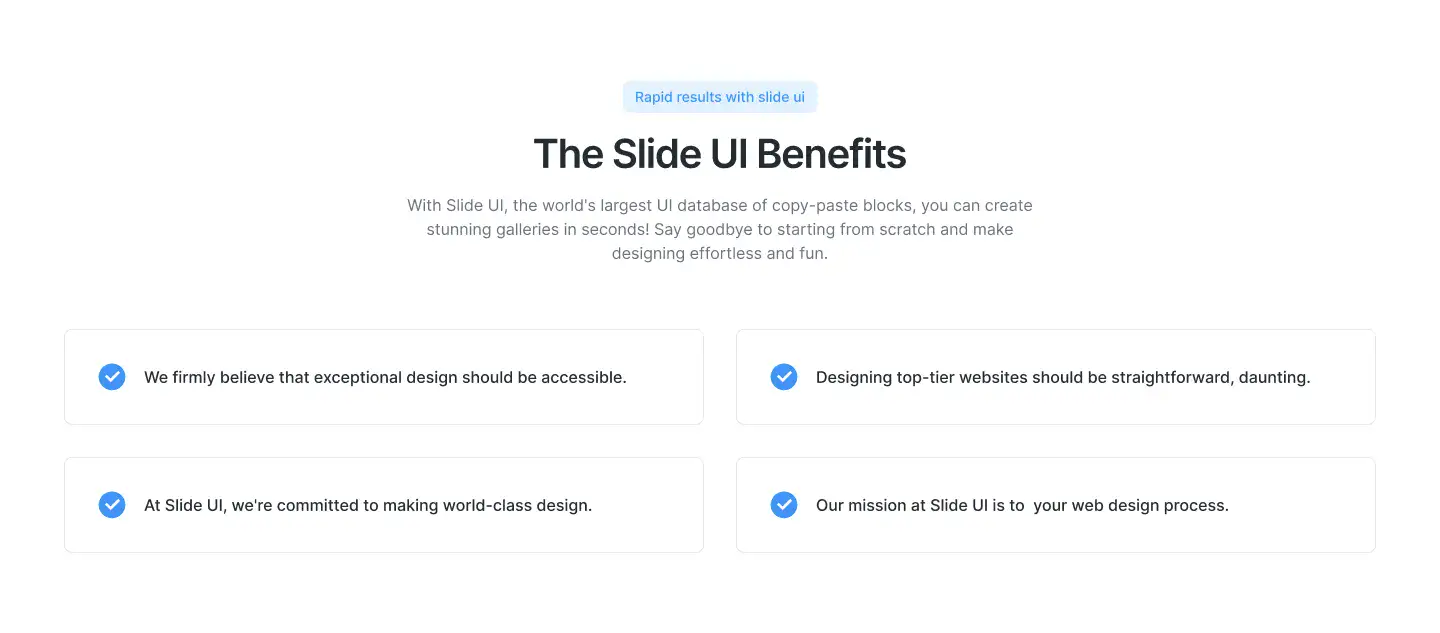 Rapid results with slide ui
The Slide UI Benefits
With Slide UI, the world's largest UI database of copy-paste blocks, you can create
stunning galleries in seconds! Say goodbye to starting from scratch and make
designing effortless and fun.
We firmly believe that exceptional design should be accessible.
Designing top-tier websites should be straightforward, daunting.
At Slide UI, we're committed to making world-class design.
Our mission at Slide UI is to  your web design process.